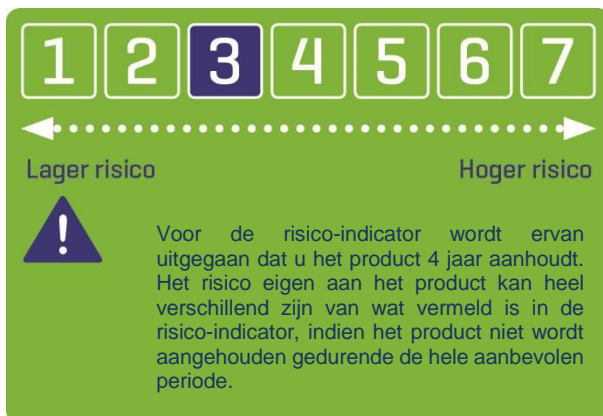 1 2 3 4 5 6 7
Lager risico Hoger risico
!
Voor de risico-indicator wordt ervan
uitgegaan dat u het product 4 jaar aanhoudt.
Het risico eigen aan het product kan heel
verschillend zijn van wat vermeld is in de
risico-indicator, indien het product niet wordt
aangehouden gedurende de hele aanbevolen
periode.